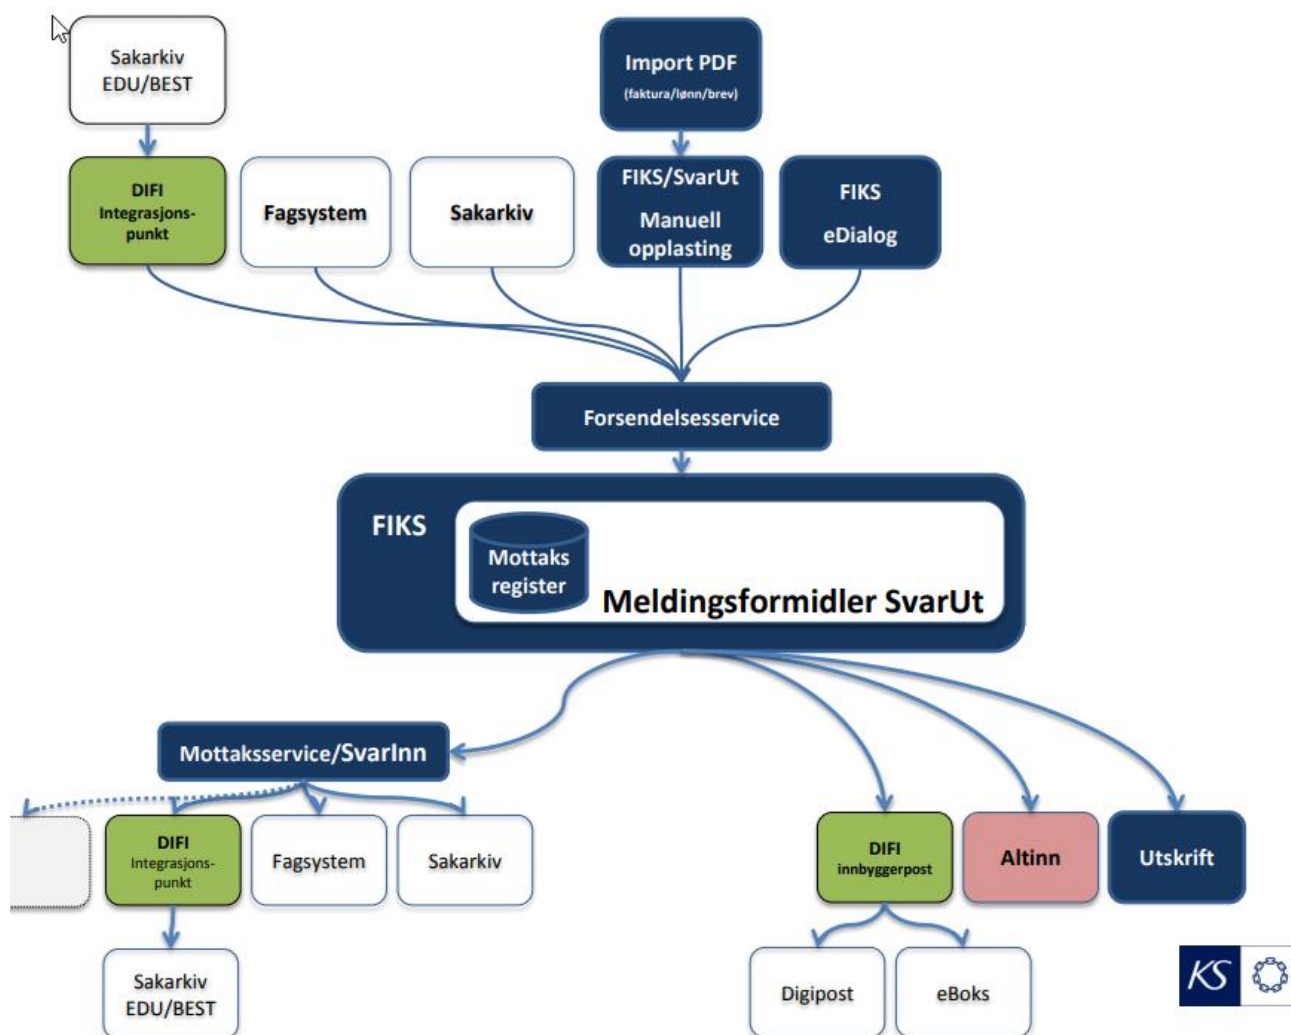 Sakarkiv
EDU/BEST
Import PDF
(faktura/lønn/brev)
DIFI
Integrasjons-
punkt
Fagsystem
Sakarkiv
FIKS/SvarUt
Manuell
opplasting
FIKS
eDialog
Forsendelsesservice
FIKS
Mottaks
register
Meldingsformidler SvarUt
Mottaksservice/SvarInn
DIFI
Integrasjons-
punkt
Fagsystem
Sakarkiv
DIFI
innbyggerpost
Altinn
Utskrift
Sakarkiv
EDU/BEST
Digipost
eBoks
KS